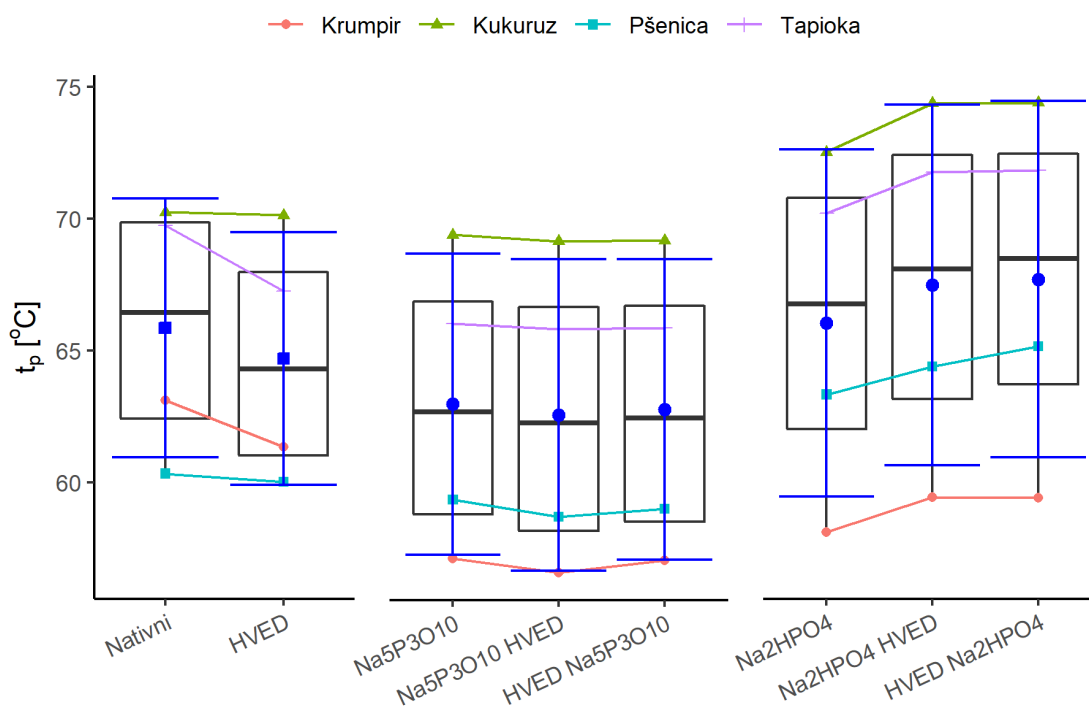 Krumpir Kukuruz Pšenica Tapioka
75
70
65
60
tp [oC]
Nativni
HVED
Na5P3O10
Na5P3O10 HVED
HVED Na5P3O10
Na2HPO4
Na2HPO4 HVED
HVED Na2HPO4